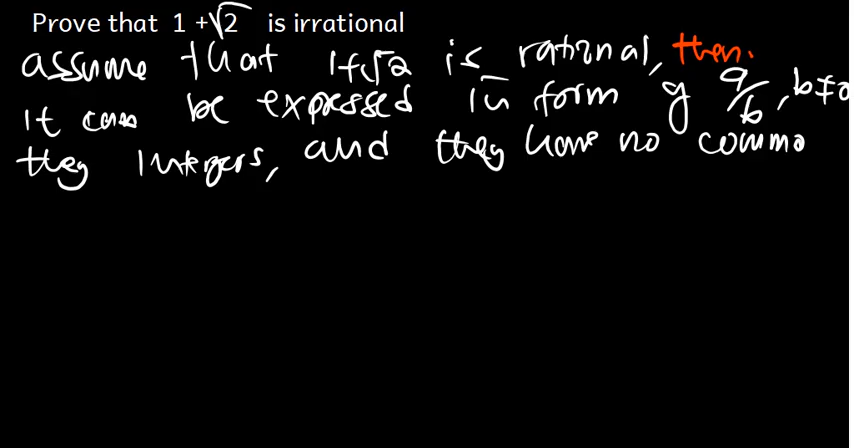 Prove that 1 + √2 is irrational
assume that 1+√2 is rational, then.
it can be expressed in form of a/b, b≠0
they integers, and they have no commo